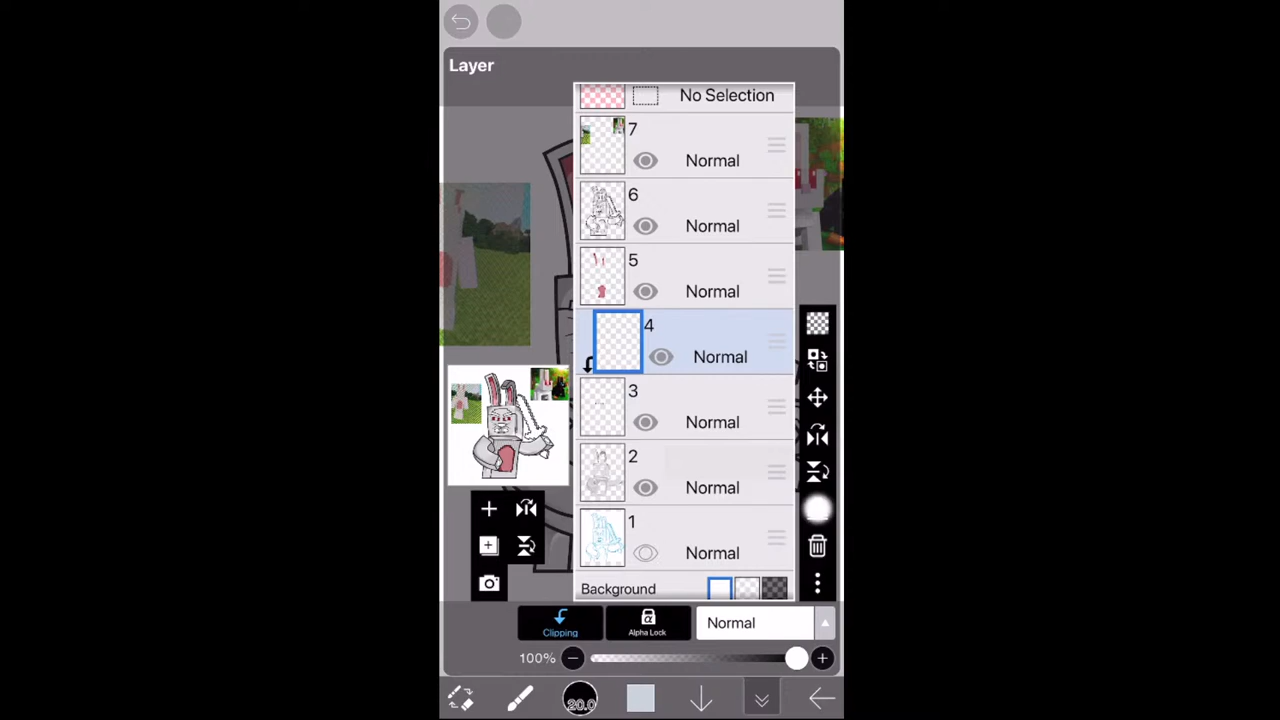 Layer
No Selection
7
Normal
6
Normal
5
Normal
4
Normal
3
Normal
2
Normal
1
Normal
Background
Clipping
α
Alpha Lock
Normal
100%
20.0